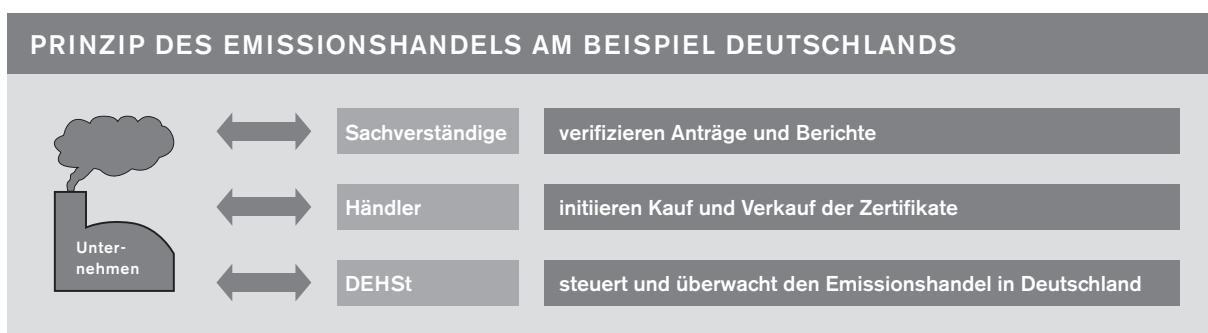 PRINZIP DES EMISSIONSHANDELS AM BEISPIEL DEUTSCHLANDS
Sachverständige verifizieren Anträge und Berichte
Händler initiieren Kauf und Verkauf der Zertifikate
Unter-
nehmen
DEHSt steuert und überwacht den Emissionshandel in Deutschland